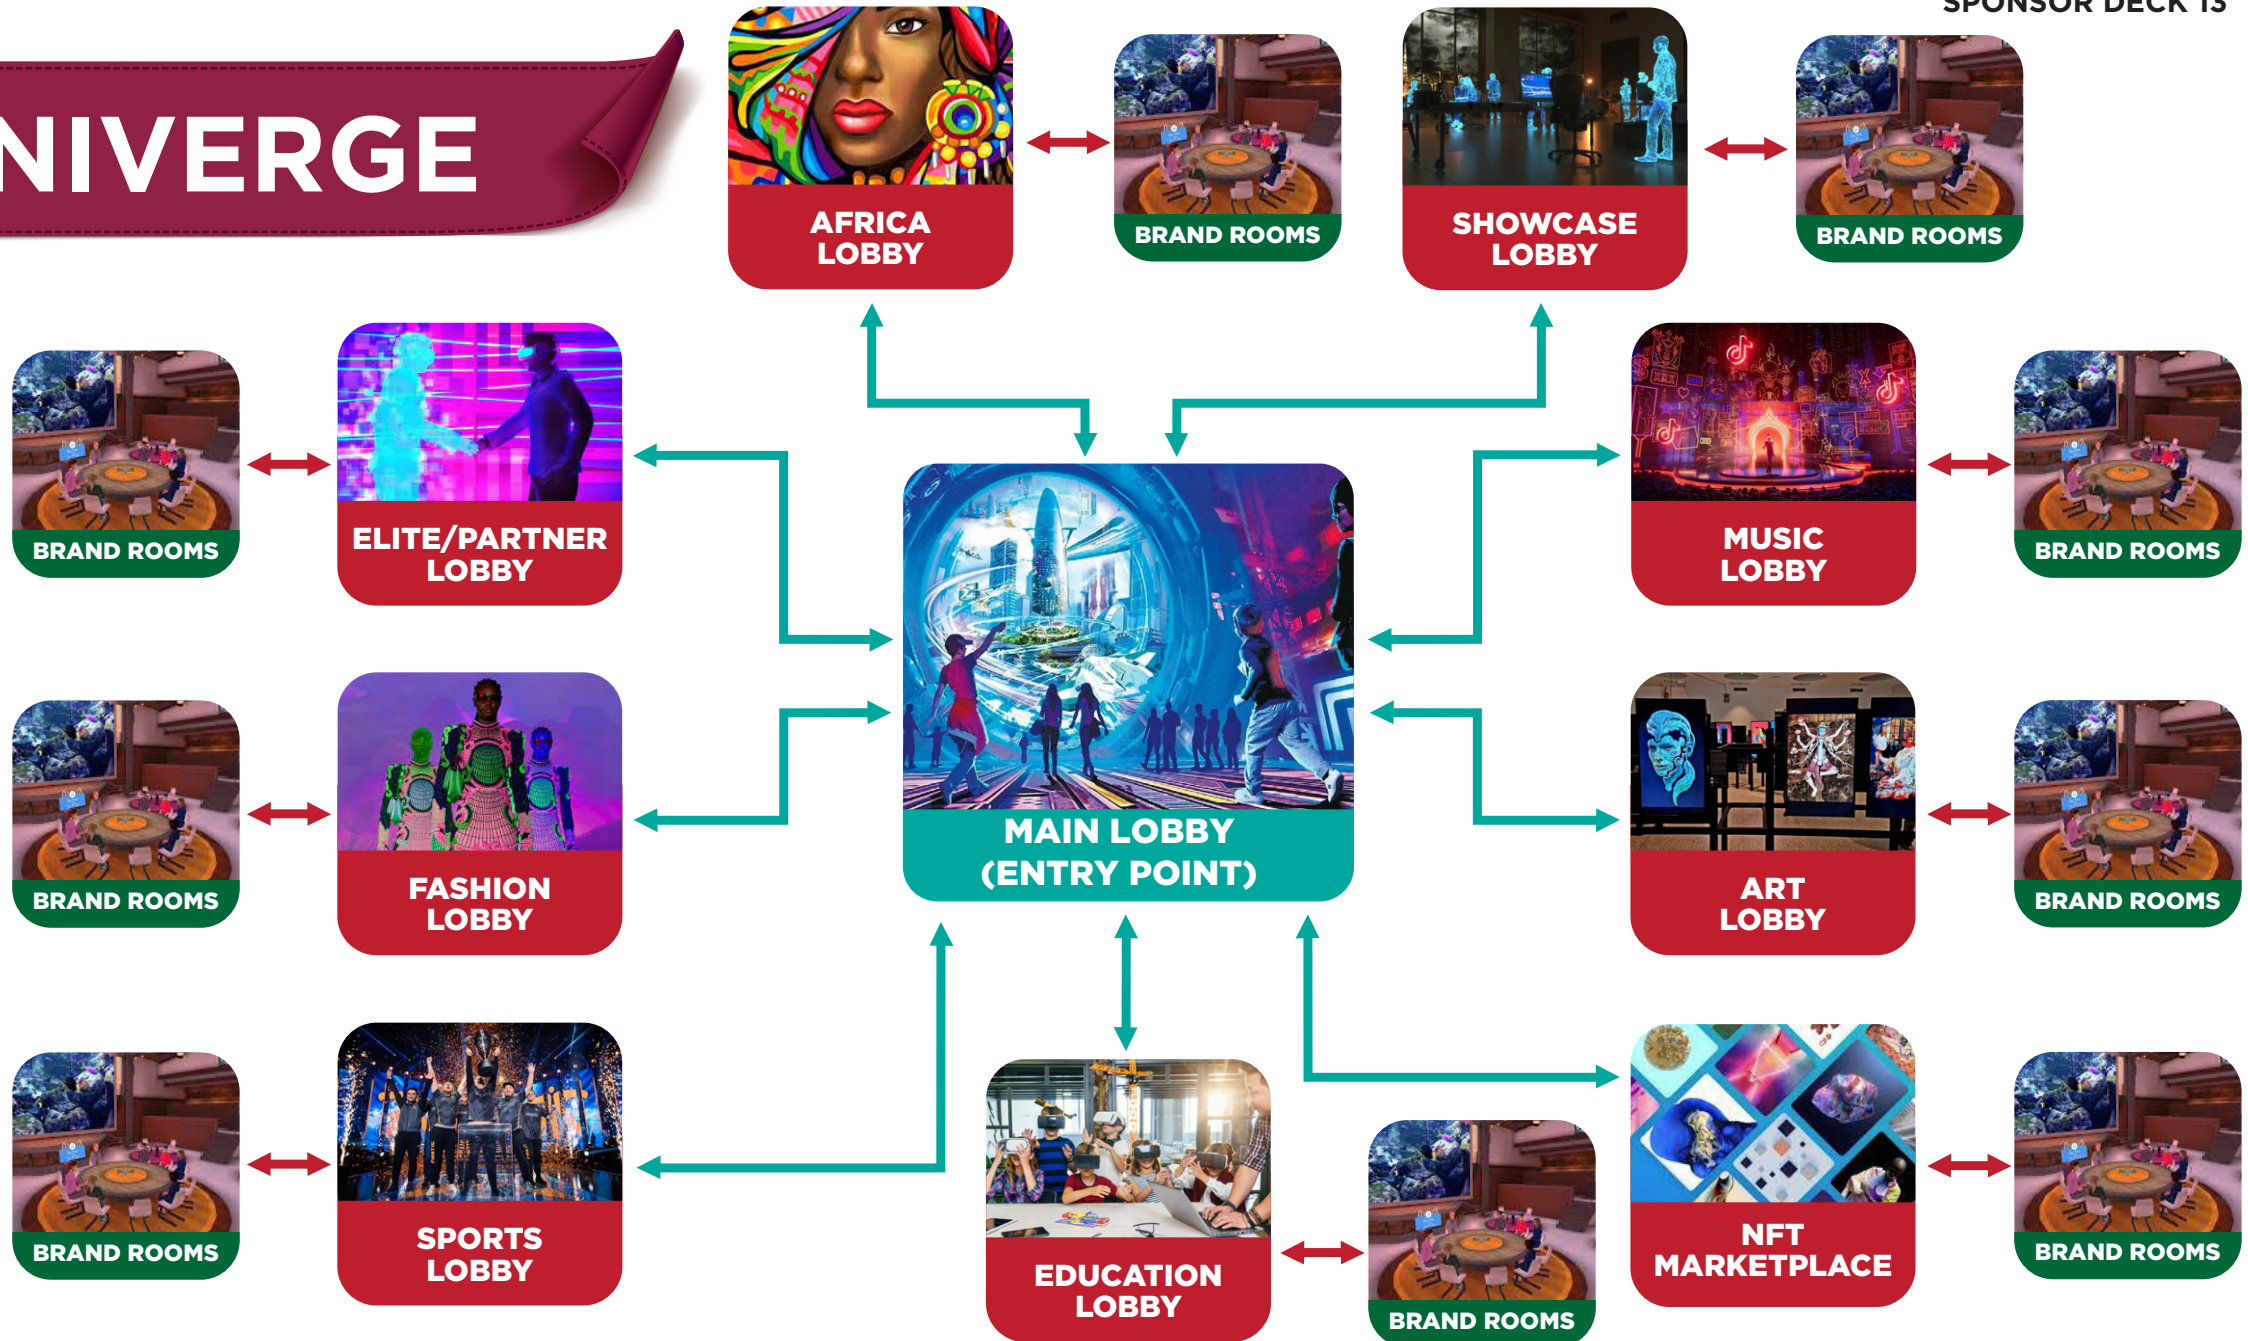 SPONSOR DECK 13
NIVERGE
AFRICA
LOBBY
BRAND ROOMS
SHOWCASE
LOBBY
BRAND ROOMS
BRAND ROOMS
ELITE/PARTNER
LOBBY
MUSIC
LOBBY
BRAND ROOMS
MAIN LOBBY
(ENTRY POINT)
BRAND ROOMS
FASHION
LOBBY
ART
LOBBY
BRAND ROOMS
BRAND ROOMS
SPORTS
LOBBY
EDUCATION
LOBBY
BRAND ROOMS
NFT
MARKETPLACE
BRAND ROOMS